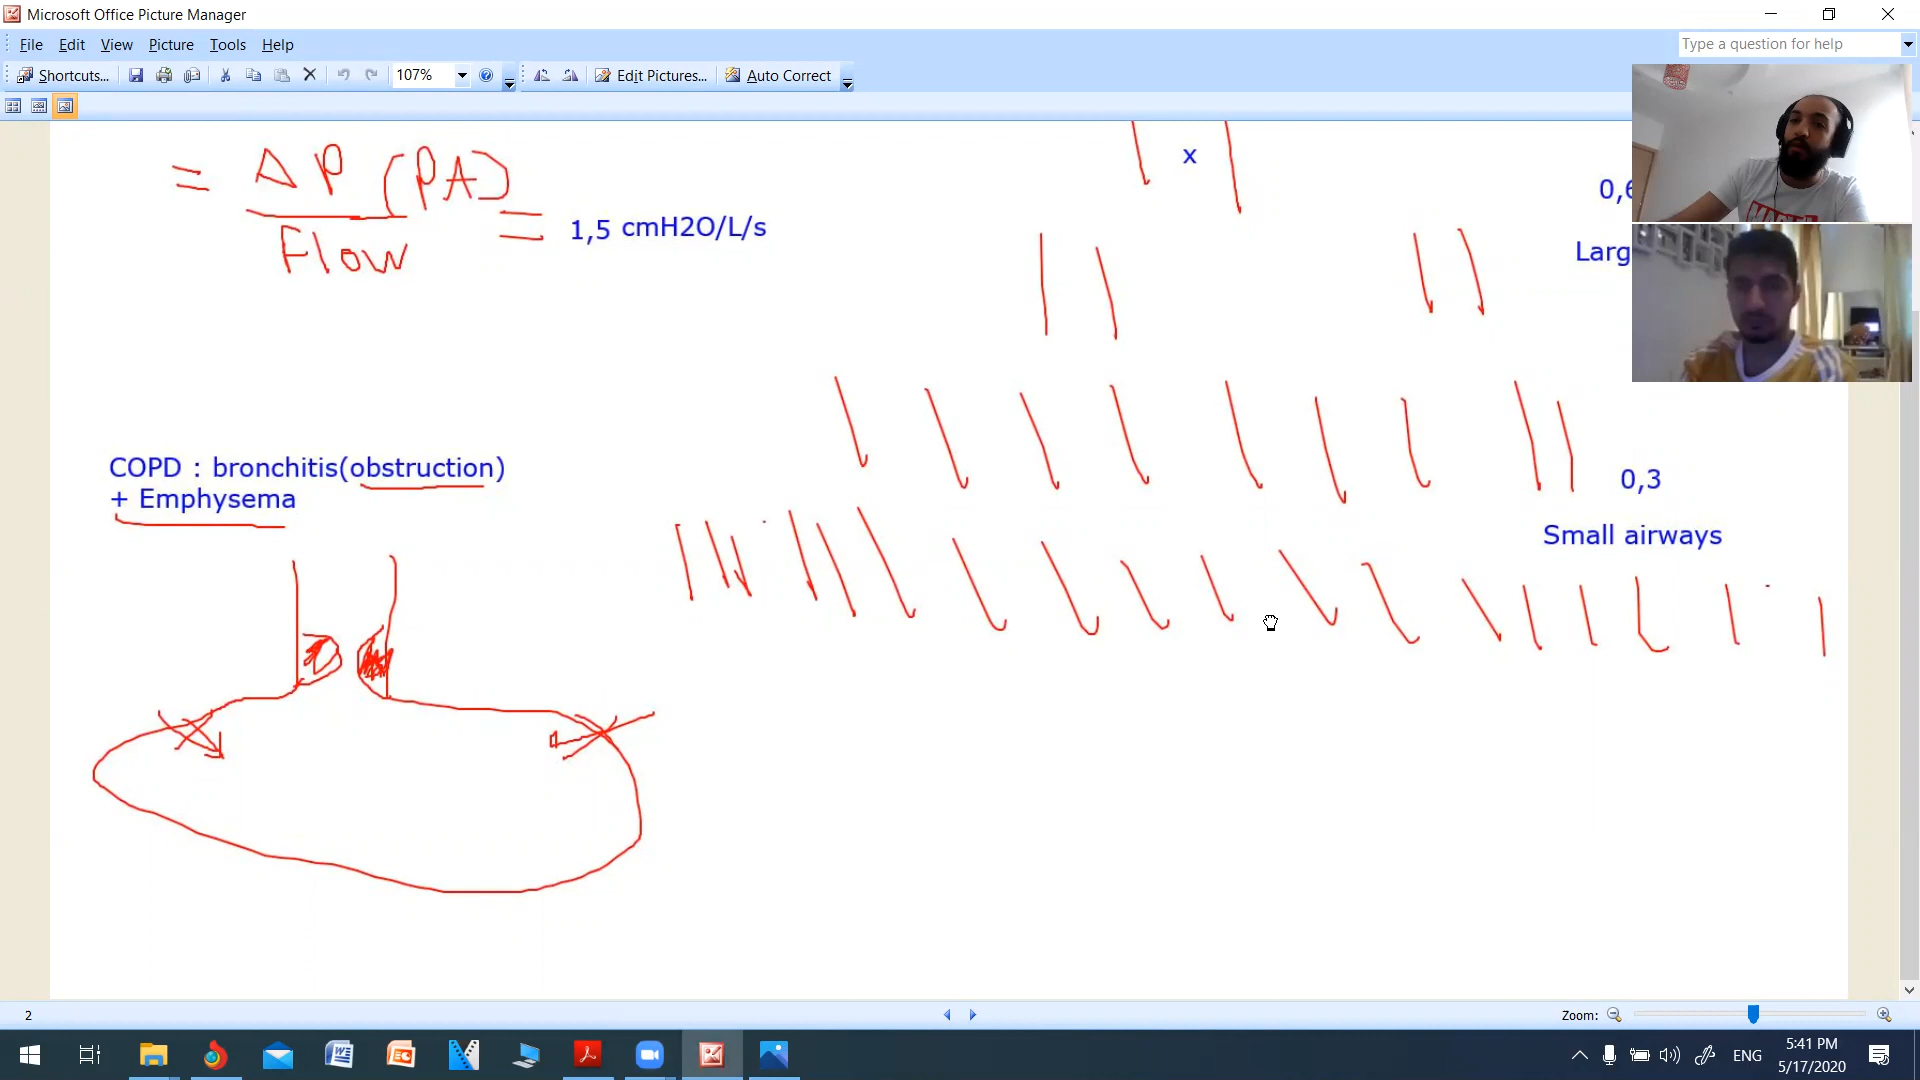 Microsoft Office Picture Manager
File Edit View Picture Tools Help
Type a question for help
Shortcuts... 107% Edit Pictures... Auto Correct
= ΔP (PA)
Flow
= 1,5 cmH2O/L/s
x
0,6
Larg
COPD : bronchitis(obstruction)
+ Emphysema
0,3
Small airways
2
Zoom:
ENG
5:41 PM
5/17/2020